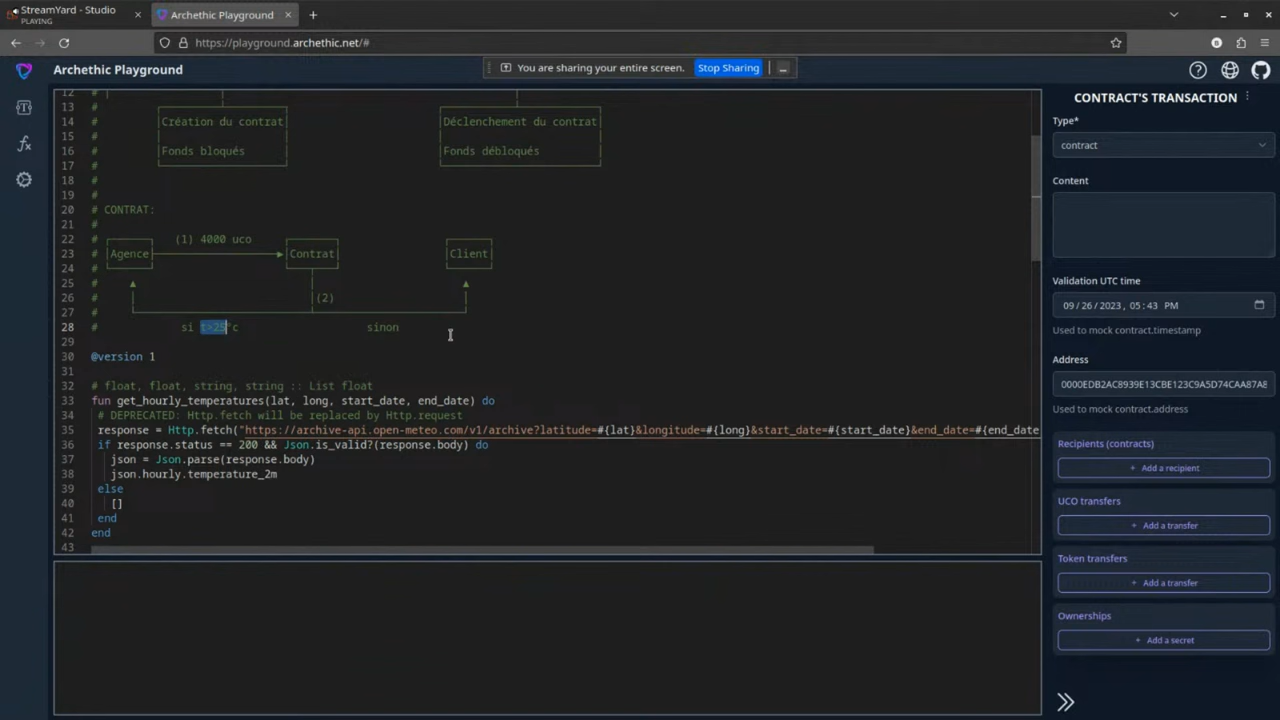 StreamYard - Studio
PLAYING
Archethic Playground
https://playground.archethic.net/#
Archethic Playground
You are sharing your entire screen.
Stop Sharing
12 #
13 #
14 # Création du contrat Déclenchement du contrat
15 #
16 # Fonds bloqués Fonds débloqués
17 #
18 #
19 #
20 # CONTRAT:
21 #
22 # (1) 4000 uco
23 # Agence Contrat Client
24 #
25 #
26 # (2)
27 #
28 # si t>25°c sinon
29
30 @version 1
31
32 # float, float, string, string :: List float
33 fun get_hourly_temperatures(lat, long, start_date, end_date) do
34 # DEPRECATED: Http.fetch will be replaced by Http.request
35 response = Http.fetch("https://archive-api.open-meteo.com/v1/archive?latitude=#{lat}&longitude=#{long}&start_date=#{start_date}&end_date=#{end_date
36 if response.status == 200 && Json.is_valid?(response.body) do
37 json = Json.parse(response.body)
38 json.hourly.temperature_2m
39 else
40 []
41 end
42 end
43
CONTRACT'S TRANSACTION
Type*
contract
Content
Validation UTC time
09/26/2023, 05:43 PM
Used to mock contract.timestamp
Address
0000EDB2AC8939E13CBE123C9A5D74CAA87A8
Used to mock contract.address
Recipients (contracts)
+ Add a recipient
UCO transfers
+ Add a transfer
Token transfers
+ Add a transfer
Ownerships
+ Add a secret